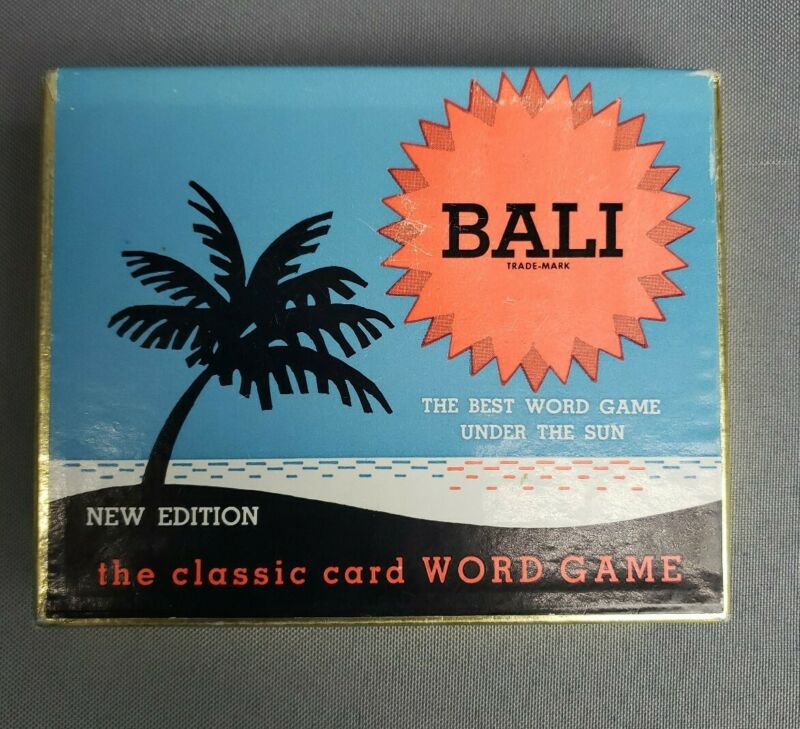 BALI
TRADE-MARK
THE BEST WORD GAME
UNDER THE SUN
NEW EDITION
the classic card WORD GAME